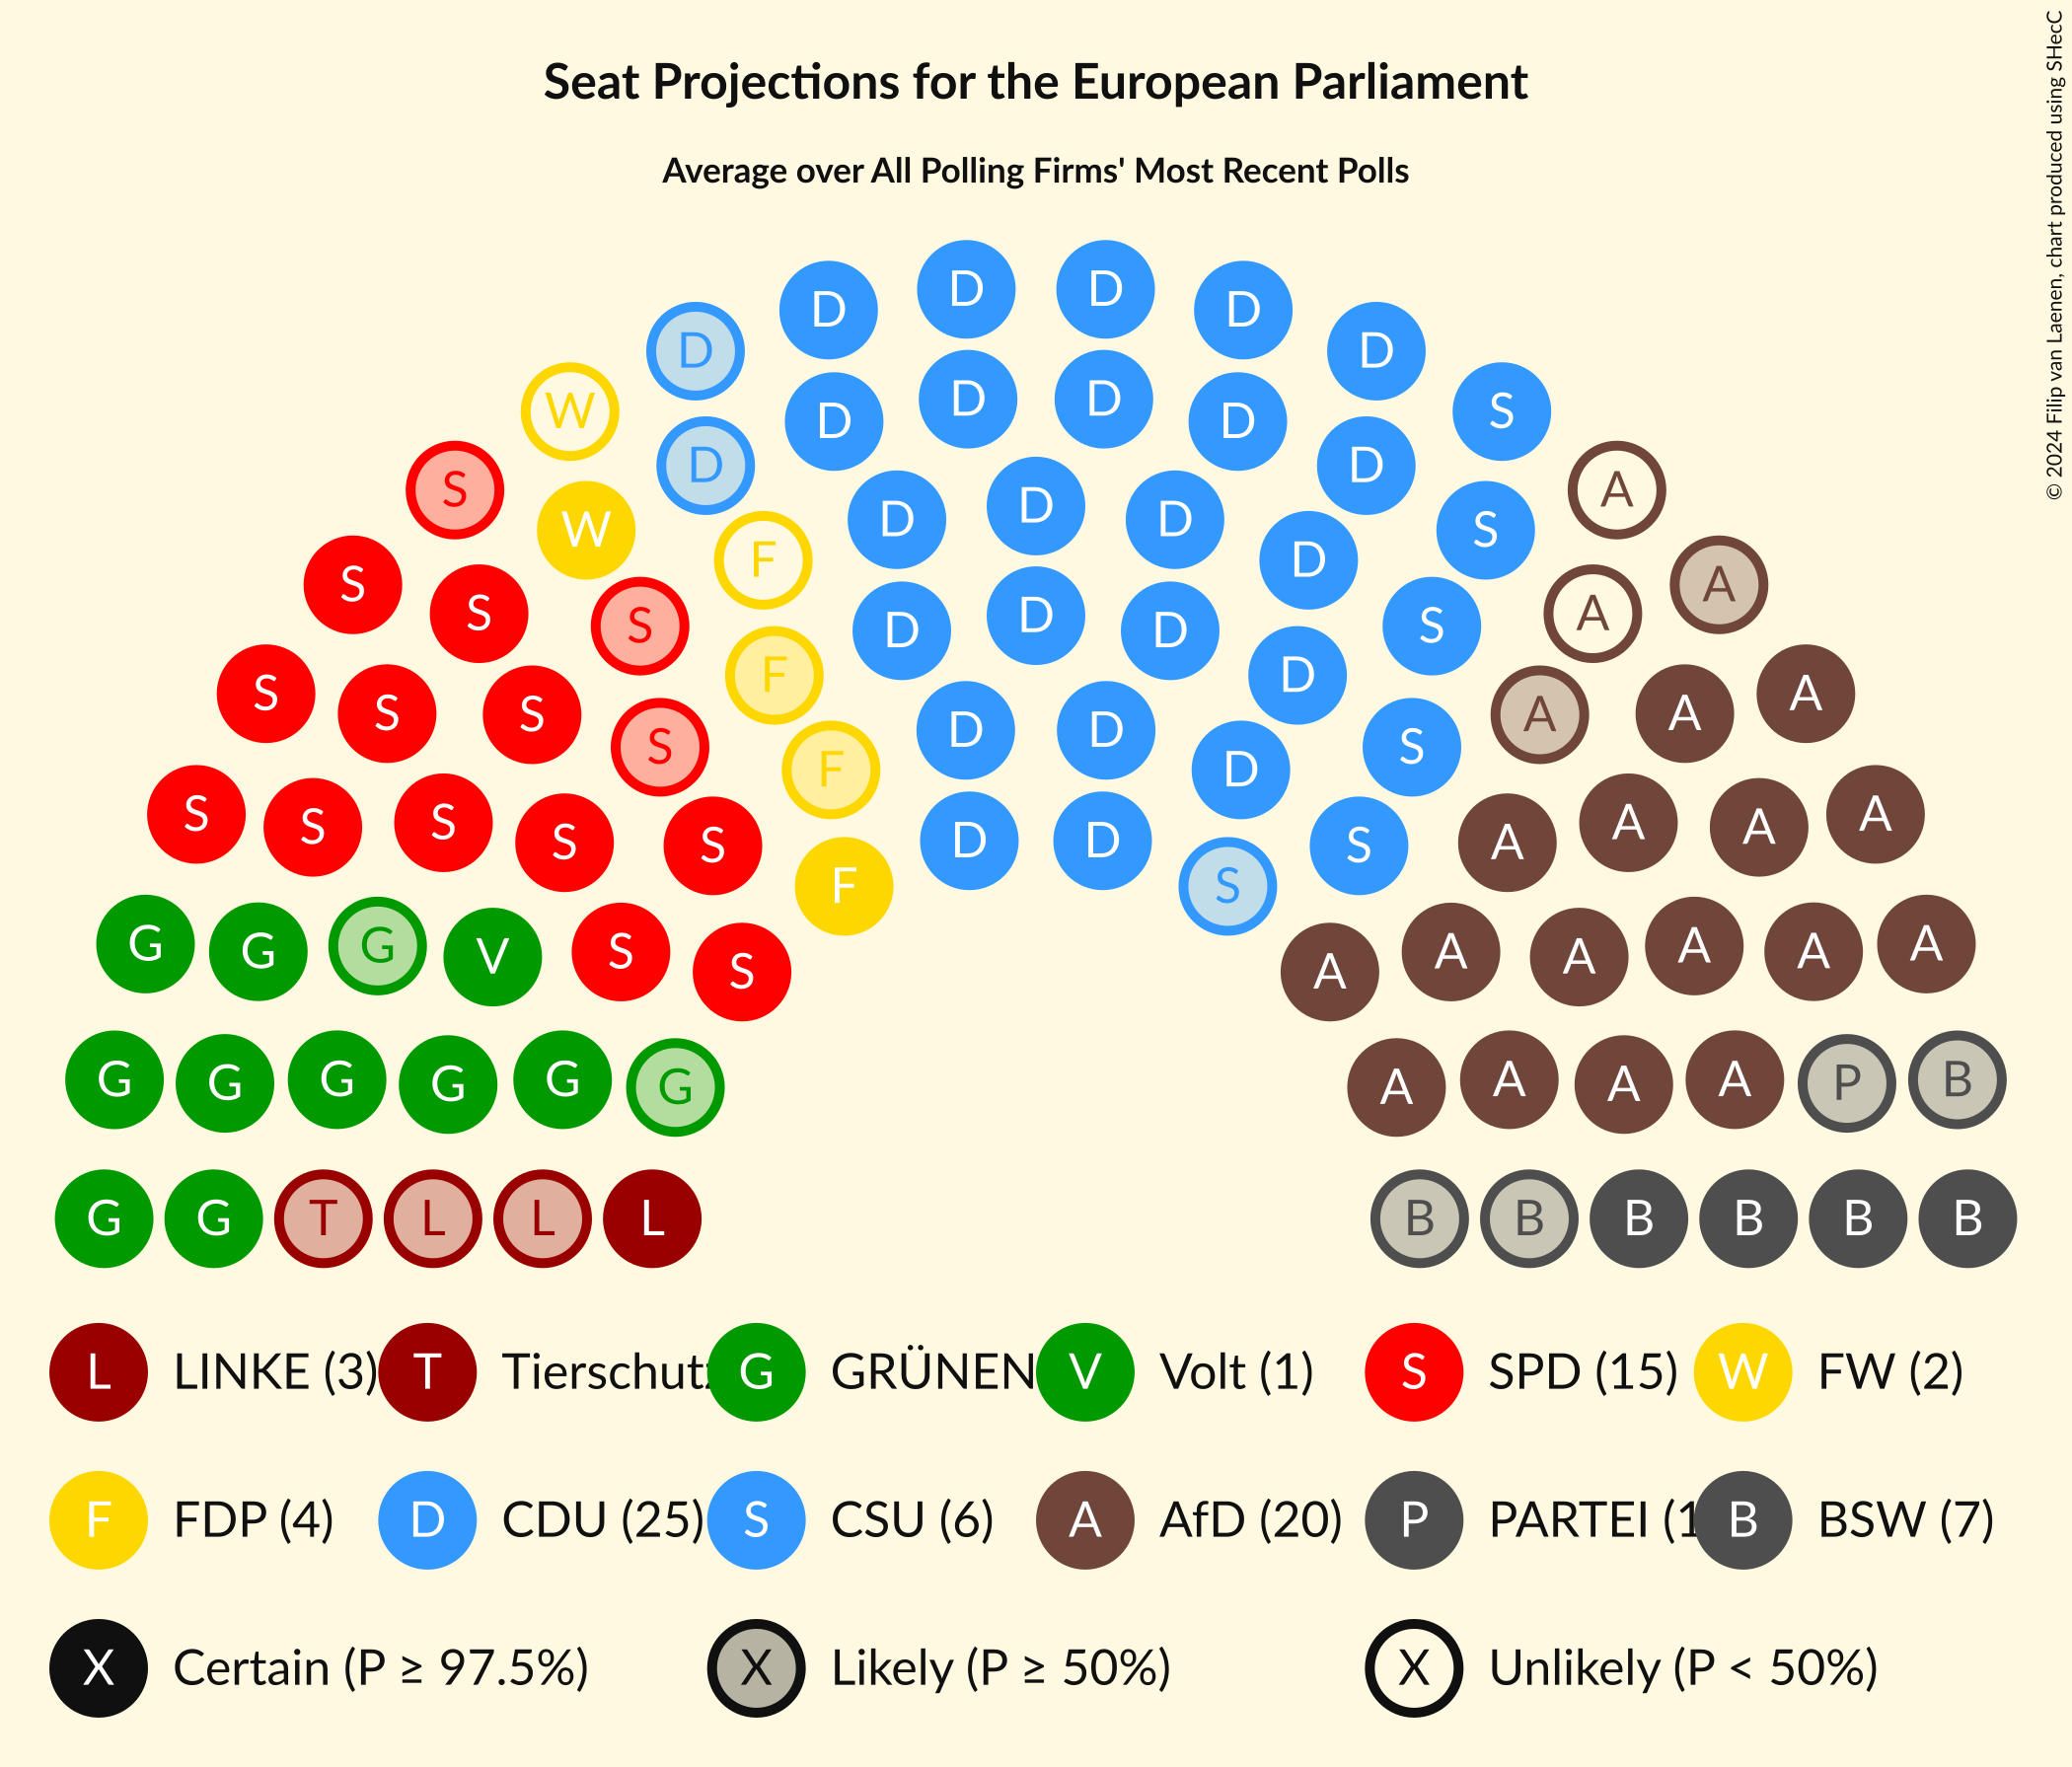 Seat Projections for the European Parliament
Average over All Polling Firms' Most Recent Polls
© 2024 Filip van Laenen, chart produced using SHecC
D D D D
D D
W S
D D D D
D D
S A
D D D
W S
F D
S A
D D D
S S
S A
F D
S S
S A
D D
S S S A A A
F D
S S S S S S A A A A
D D
F S
G G G V S S A A A A A A
G G G G G G A A A A P B
G G T L L L B B B B B B
L LINKE (3) T Tierschutz G GRÜNEN V Volt (1) S SPD (15) W FW (2)
F FDP (4) D CDU (25) S CSU (6) A AfD (20) P PARTEI (1 B BSW (7)
X Certain (P ≥ 97.5%) X Likely (P ≥ 50%) X Unlikely (P < 50%)